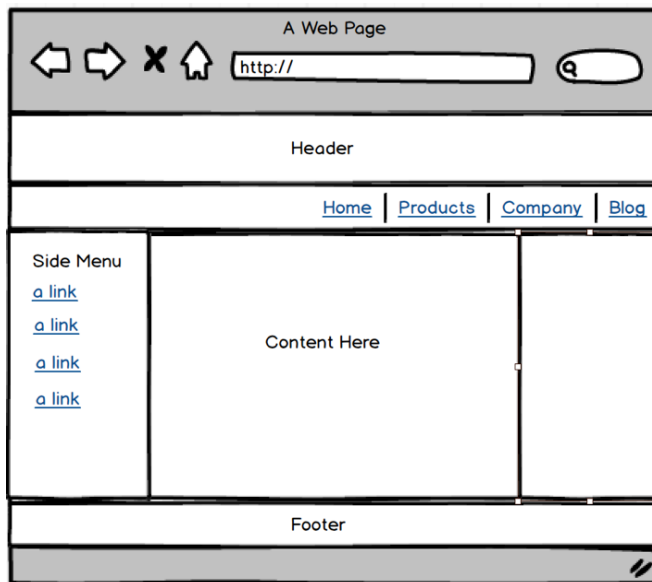 A Web Page
http://
Header
Home Products Company Blog
Side Menu
a link
a link
a link
a link
Content Here
Footer